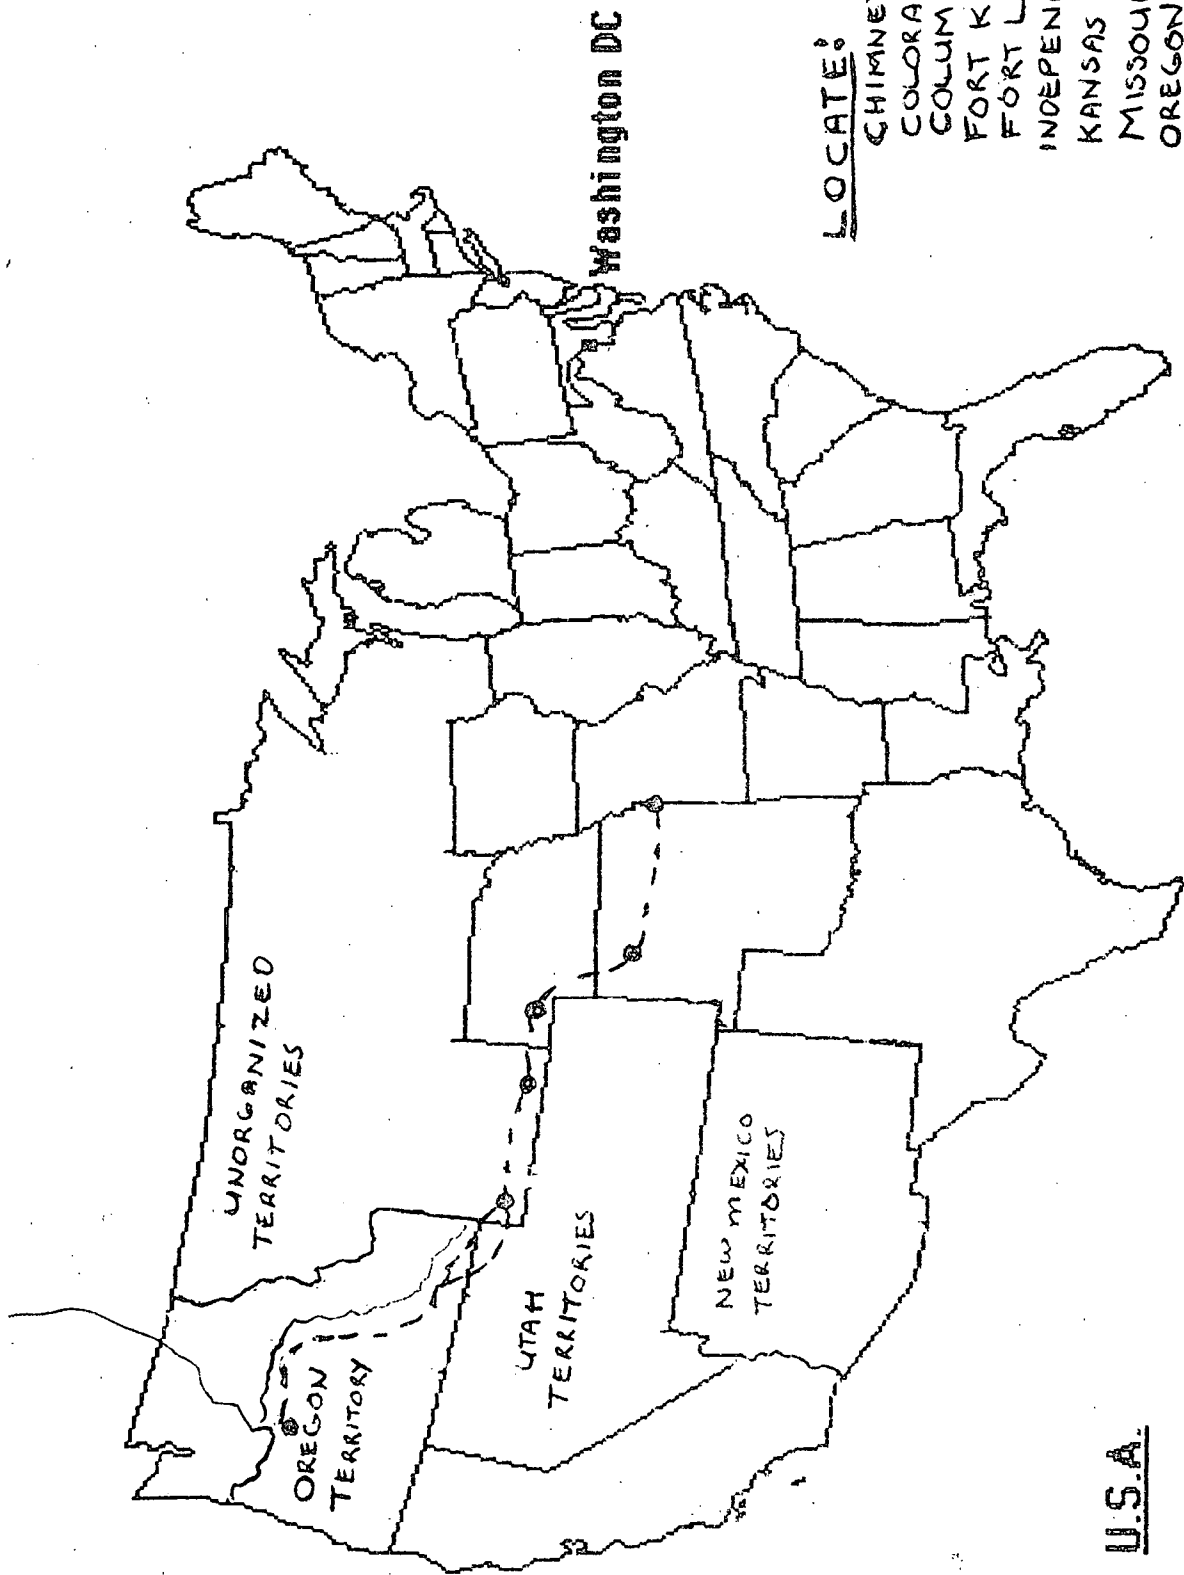 UNORGANIZED
TERRITORIES
OREGON
TERRITORY
UTAH
TERRITORIES
NEW MEXICO
TERRITORIES
Washington DC
U.S.A.
LOCATE:
CHIMNEY
COLORA
COLUM
FORT K
FORT L
INDEPEN
KANSAS
MISSOU
OREGON